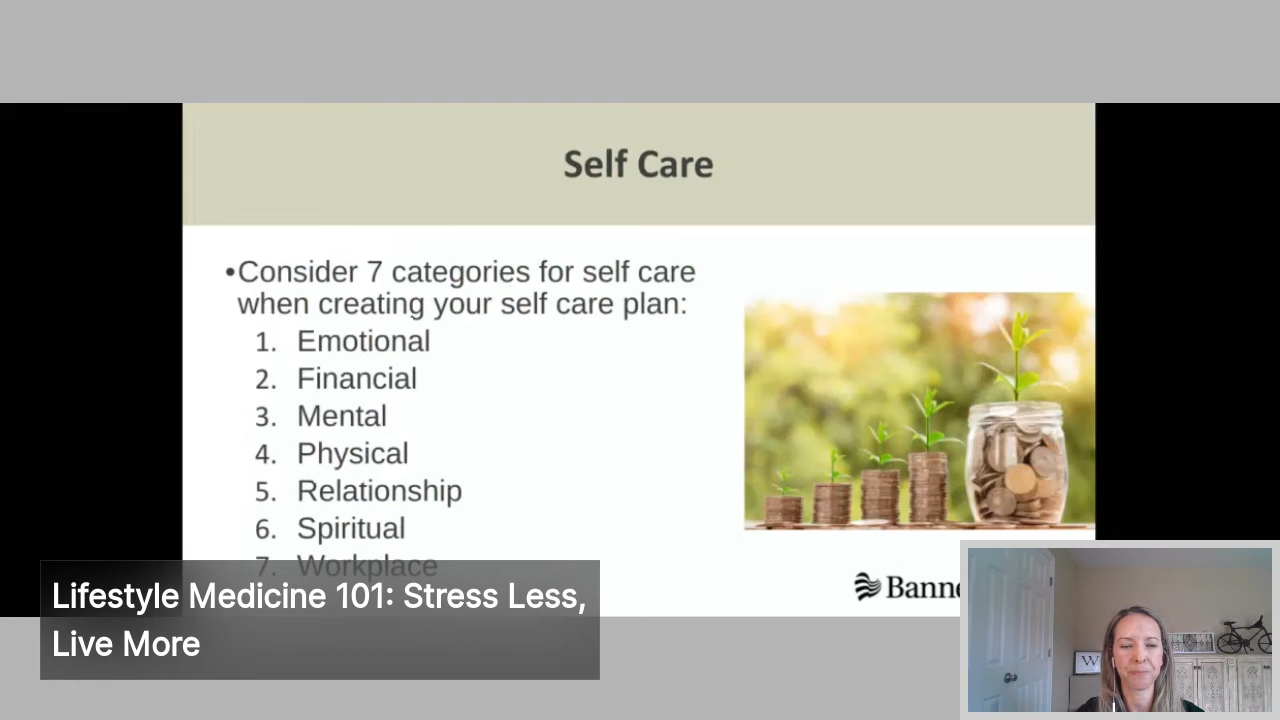 Self Care
•Consider 7 categories for self care
when creating your self care plan:
1. Emotional
2. Financial
3. Mental
4. Physical
5. Relationship
6. Spiritual
7. Workplace
Lifestyle Medicine 101: Stress Less,
Live More
W